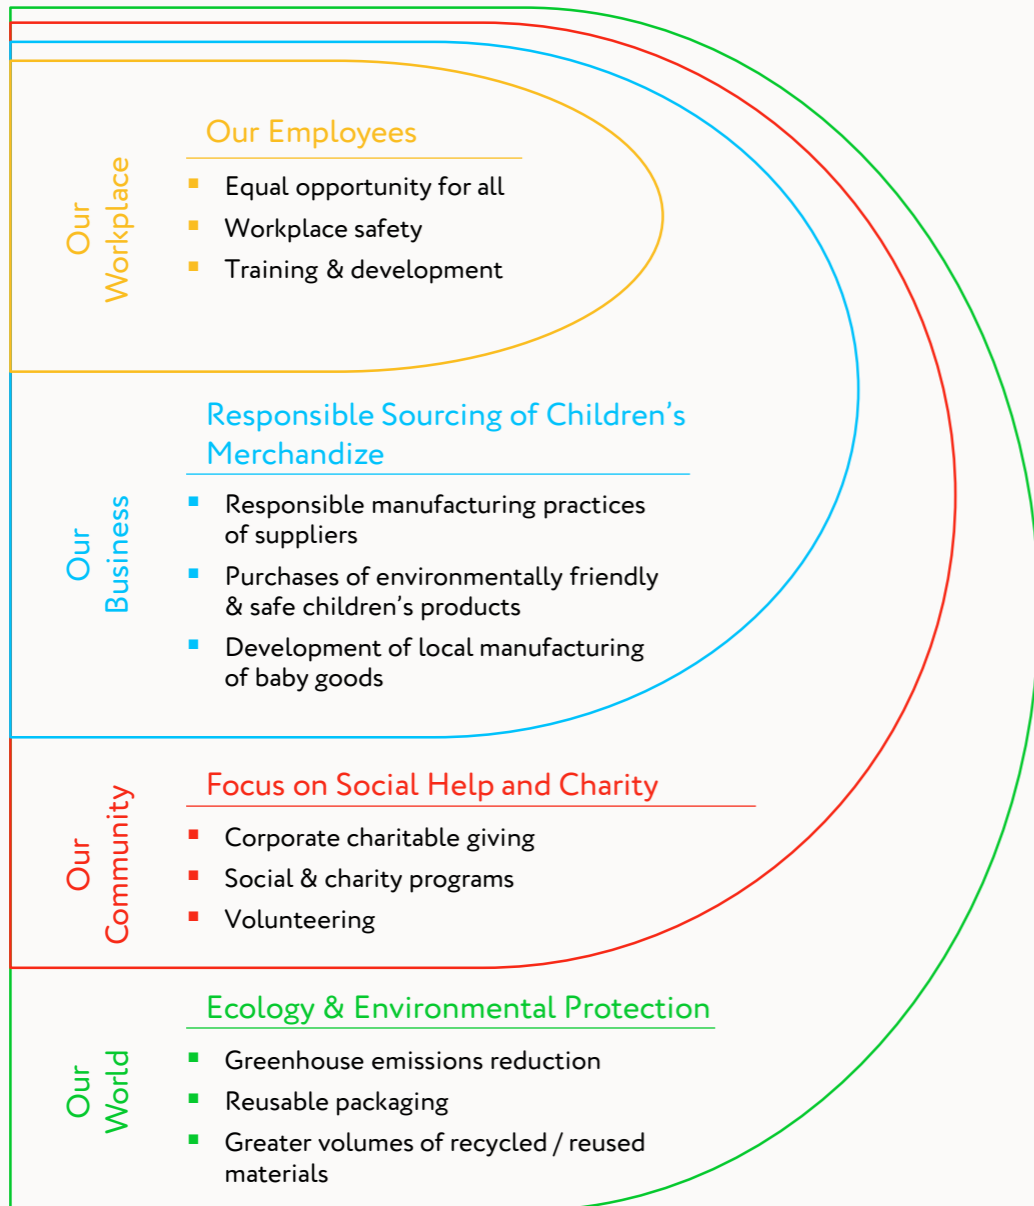 Our
Workplace
Our Employees
▪ Equal opportunity for all
▪ Workplace safety
▪ Training & development
Our
Business
Responsible Sourcing of Children’s
Merchandize
▪ Responsible manufacturing practices
of suppliers
▪ Purchases of environmentally friendly
& safe children’s products
▪ Development of local manufacturing
of baby goods
Our
Community
Focus on Social Help and Charity
▪ Corporate charitable giving
▪ Social & charity programs
▪ Volunteering
Our
World
Ecology & Environmental Protection
▪ Greenhouse emissions reduction
▪ Reusable packaging
▪ Greater volumes of recycled / reused
materials